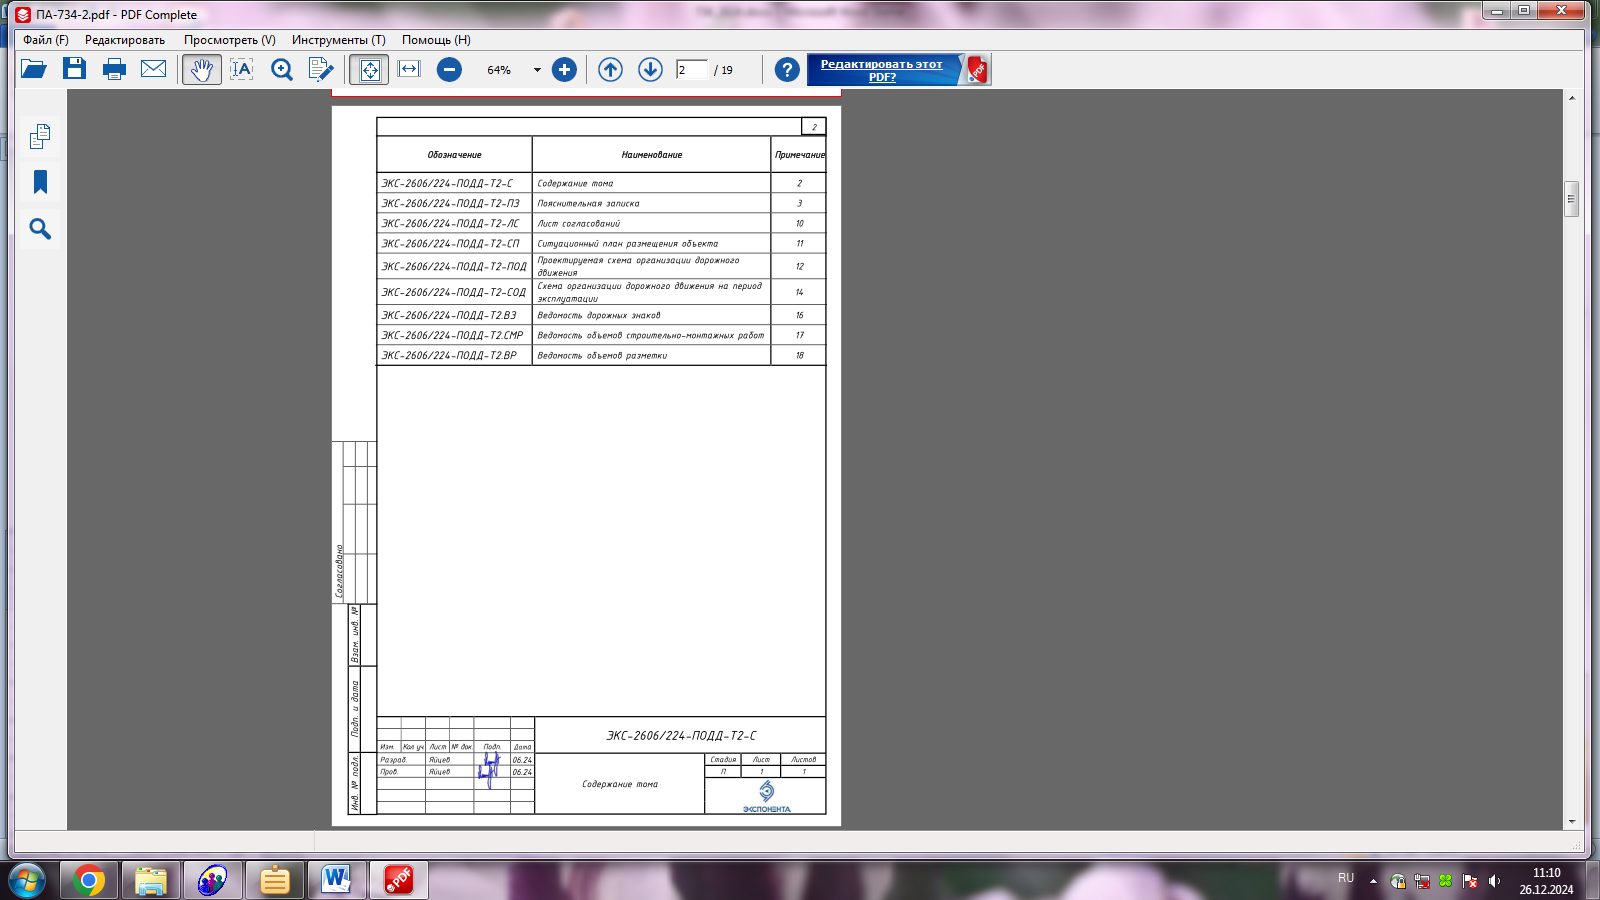 ПА-734-2.pdf - PDF Complete
Файл (F) Редактировать Просмотреть (V) Инструменты (T) Помощь (H)
64% 2 / 19 Редактировать этот
PDF?
2
Обозначение Наименование Примечание
ЭКС-2606/224-ПОДД-Т2-С Содержание тома 2
ЭКС-2606/224-ПОДД-Т2-ПЗ Пояснительная записка 3
ЭКС-2606/224-ПОДД-Т2-ЛС Лист согласований 10
ЭКС-2606/224-ПОДД-Т2-СП Ситуационный план размещения объекта 11
ЭКС-2606/224-ПОДД-Т2-ПОД Проектируемая схема организации дорожного
движения 12
ЭКС-2606/224-ПОДД-Т2-СОД Схема организации дорожного движения на период
эксплуатации 14
ЭКС-2606/224-ПОДД-Т2.ВЗ Ведомость дорожных знаков 16
ЭКС-2606/224-ПОДД-Т2.СМР Ведомость объемов строительно-монтажных работ 17
ЭКС-2606/224-ПОДД-Т2.ВР Ведомость объемов разметки 18
Согласовано
Взам. инв. №
Подп. и дата
Инв. № подл.
ЭКС-2606/224-ПОДД-Т2-С
Изм. Кол уч Лист № док. Подп. Дата
Разраб. Яйцев 06.24
Пров. Яйцев 06.24
Содержание тома
Стадия Лист Листов
П 1 1
ЭКСПОНЕНТА
PDF
RU
11:10
26.12.2024